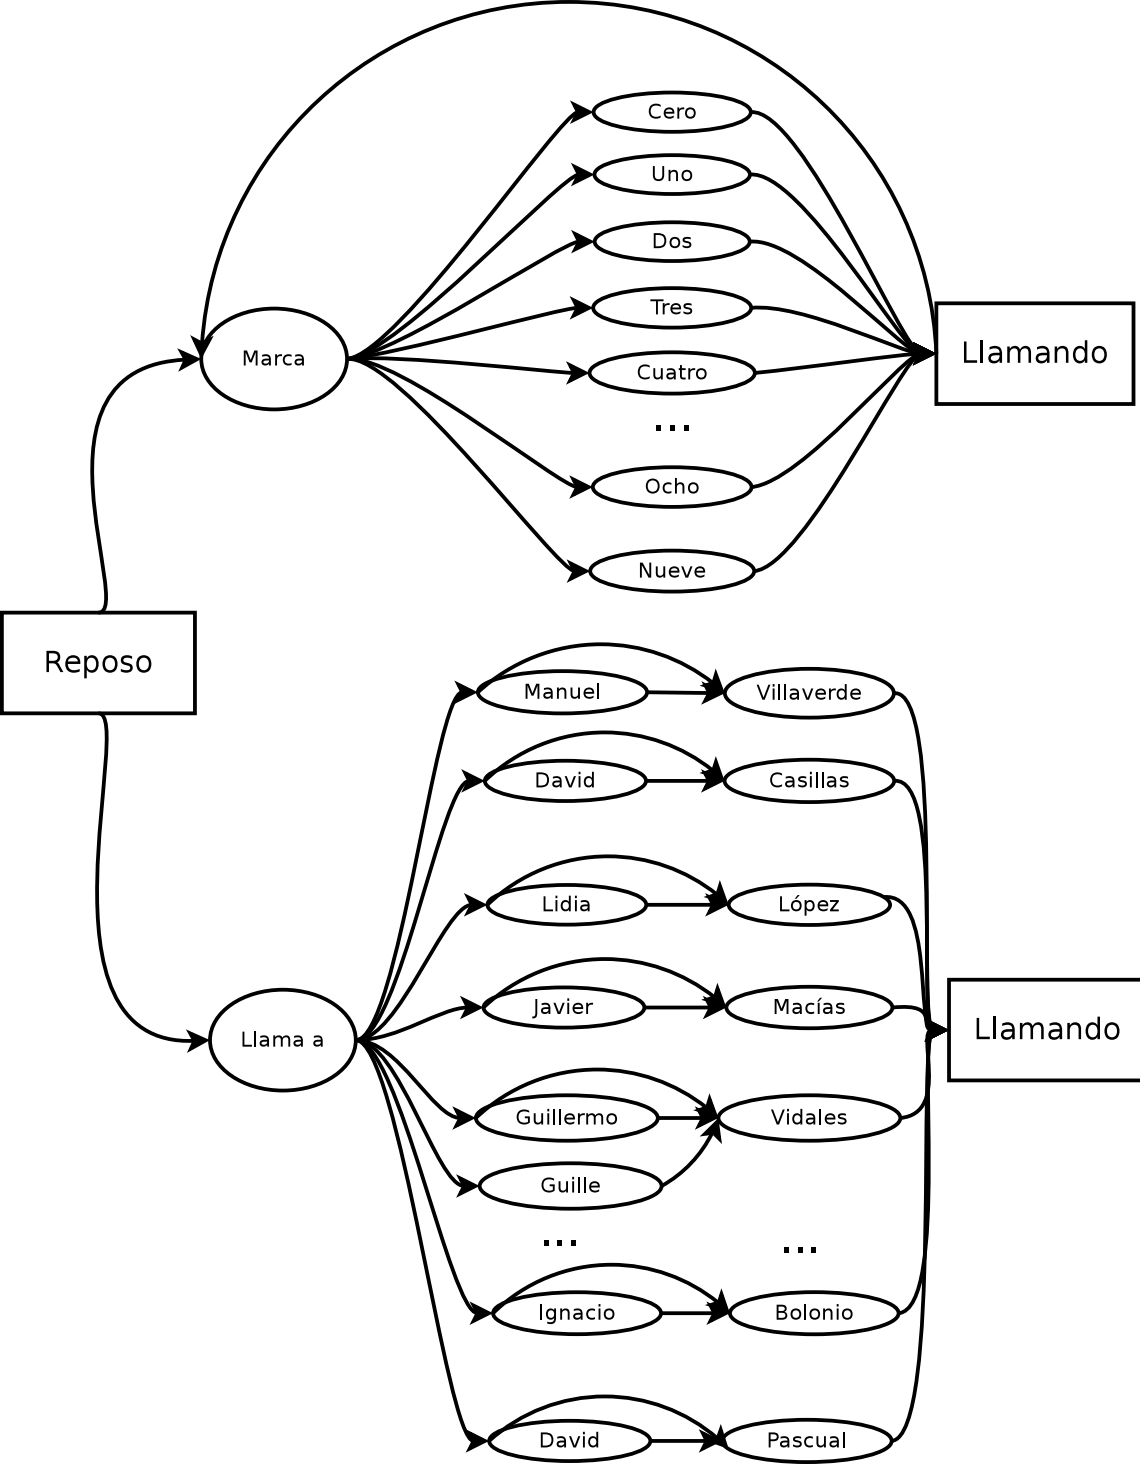 Cero
Uno
Dos
Tres
Marca
Llamando
Cuatro
...
Ocho
Nueve
Reposo
Manuel
Villaverde
David
Casillas
Lidia
López
Javier
Macías
Llama a
Llamando
Guillermo
Vidales
Guille
...
...
Ignacio
Bolonio
David
Pascual